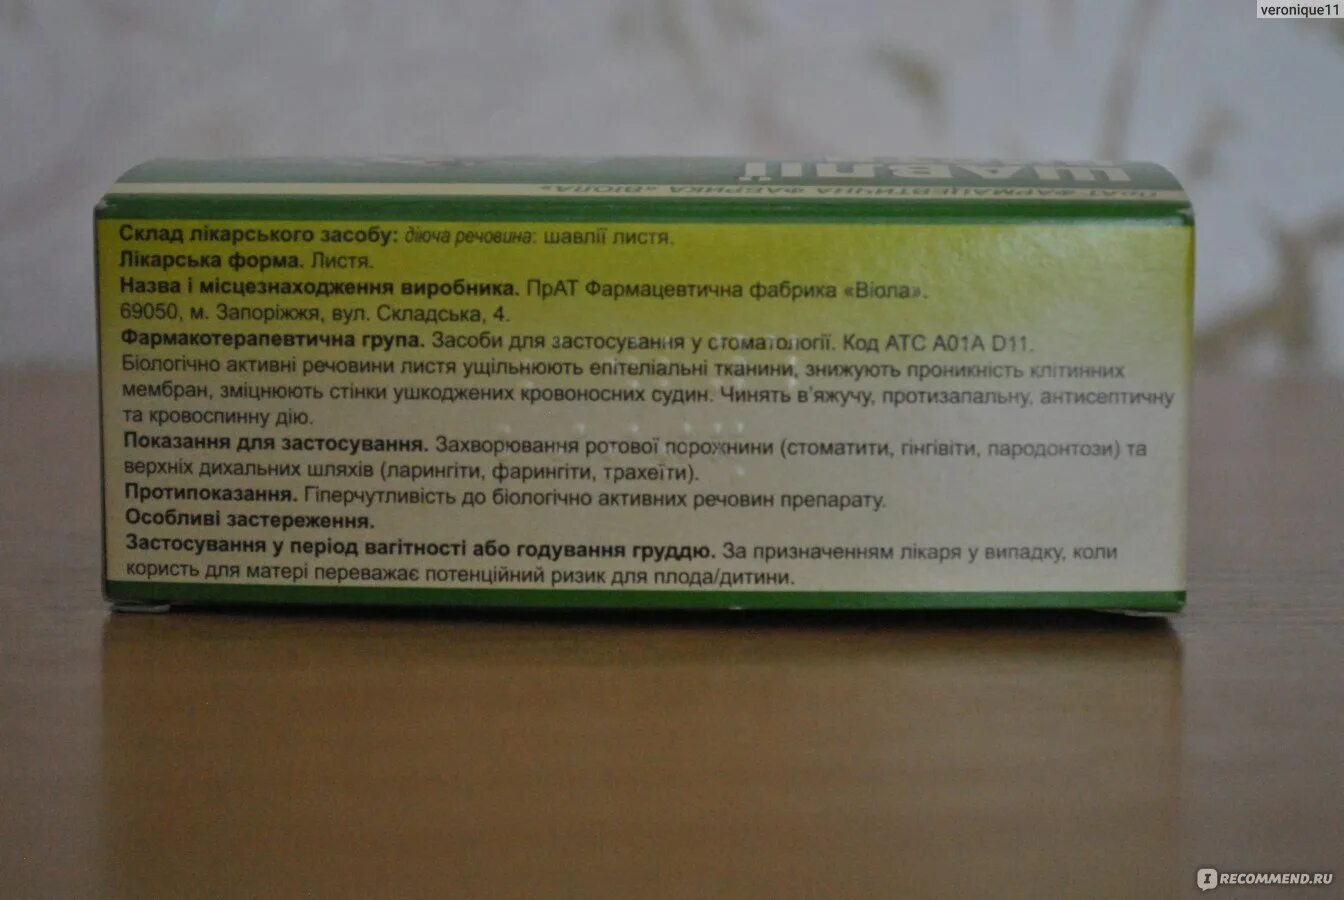 veronique11
ШАВЛІЇ
ПрАТ ФАРМАЦЕВТИЧНА ФАБРИКА «ВІОЛА»
Склад лікарського засобу: діюча речовина: шавлії листя.
Лікарська форма. Листя.
Назва і місцезнаходження виробника. ПрАТ Фармацевтична фабрика «Віола».
69050, м. Запоріжжя, вул. Складська, 4.
Фармакотерапевтична група. Засоби для застосування у стоматології. Код АТС А01А D11.
Біологічно активні речовини листя ущільнюють епітеліальні тканини, знижують проникність клітинних
мембран, зміцнюють стінки ушкоджених кровоносних судин. Чинять в'яжучу, протизапальну, антисептичну
та кровоспинну дію.
Показання для застосування. Захворювання ротової порожнини (стоматити, гінгівіти, пародонтози) та
верхніх дихальних шляхів (ларингіти, фарингіти, трахеїти).
Протипоказання. Гіперчутливість до біологічно активних речовин препарату.
Особливі застереження.
Застосування у період вагітності або годування груддю. За призначенням лікаря у випадку, коли
користь для матері переважає потенційний ризик для плода/дитини.
IRECOMMEND.RU